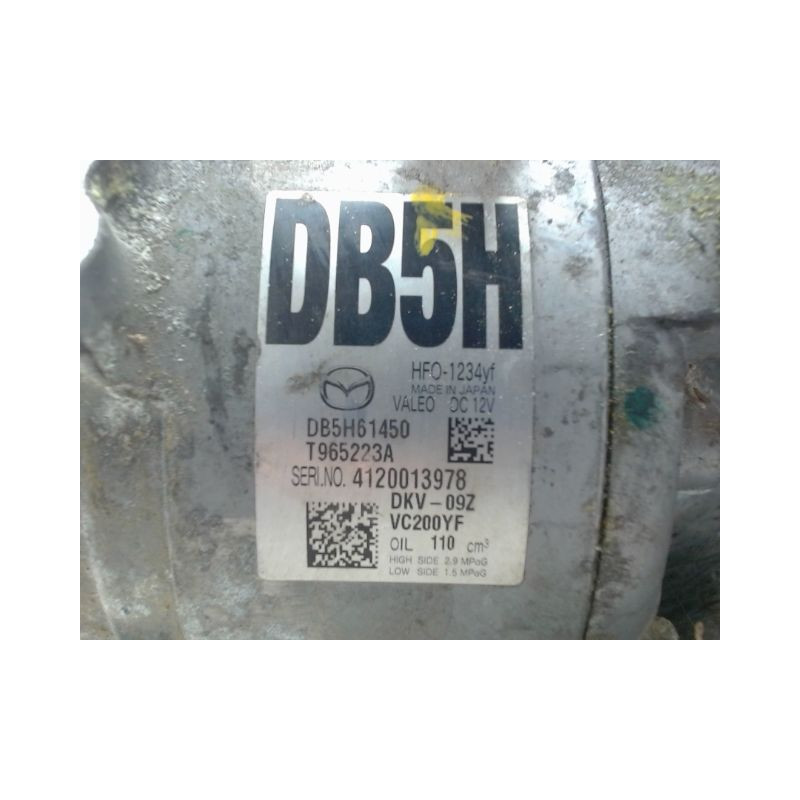 DB5H
HFO-1234yf
MADE IN JAPAN
VALEO DC 12V
DB5H61450
T965223A
SERI.NO. 4120013978
DKV-09Z
VC200YF
OIL 110 cm³
HIGH SIDE 2.9 MPaG
LOW SIDE 1.5 MPaG